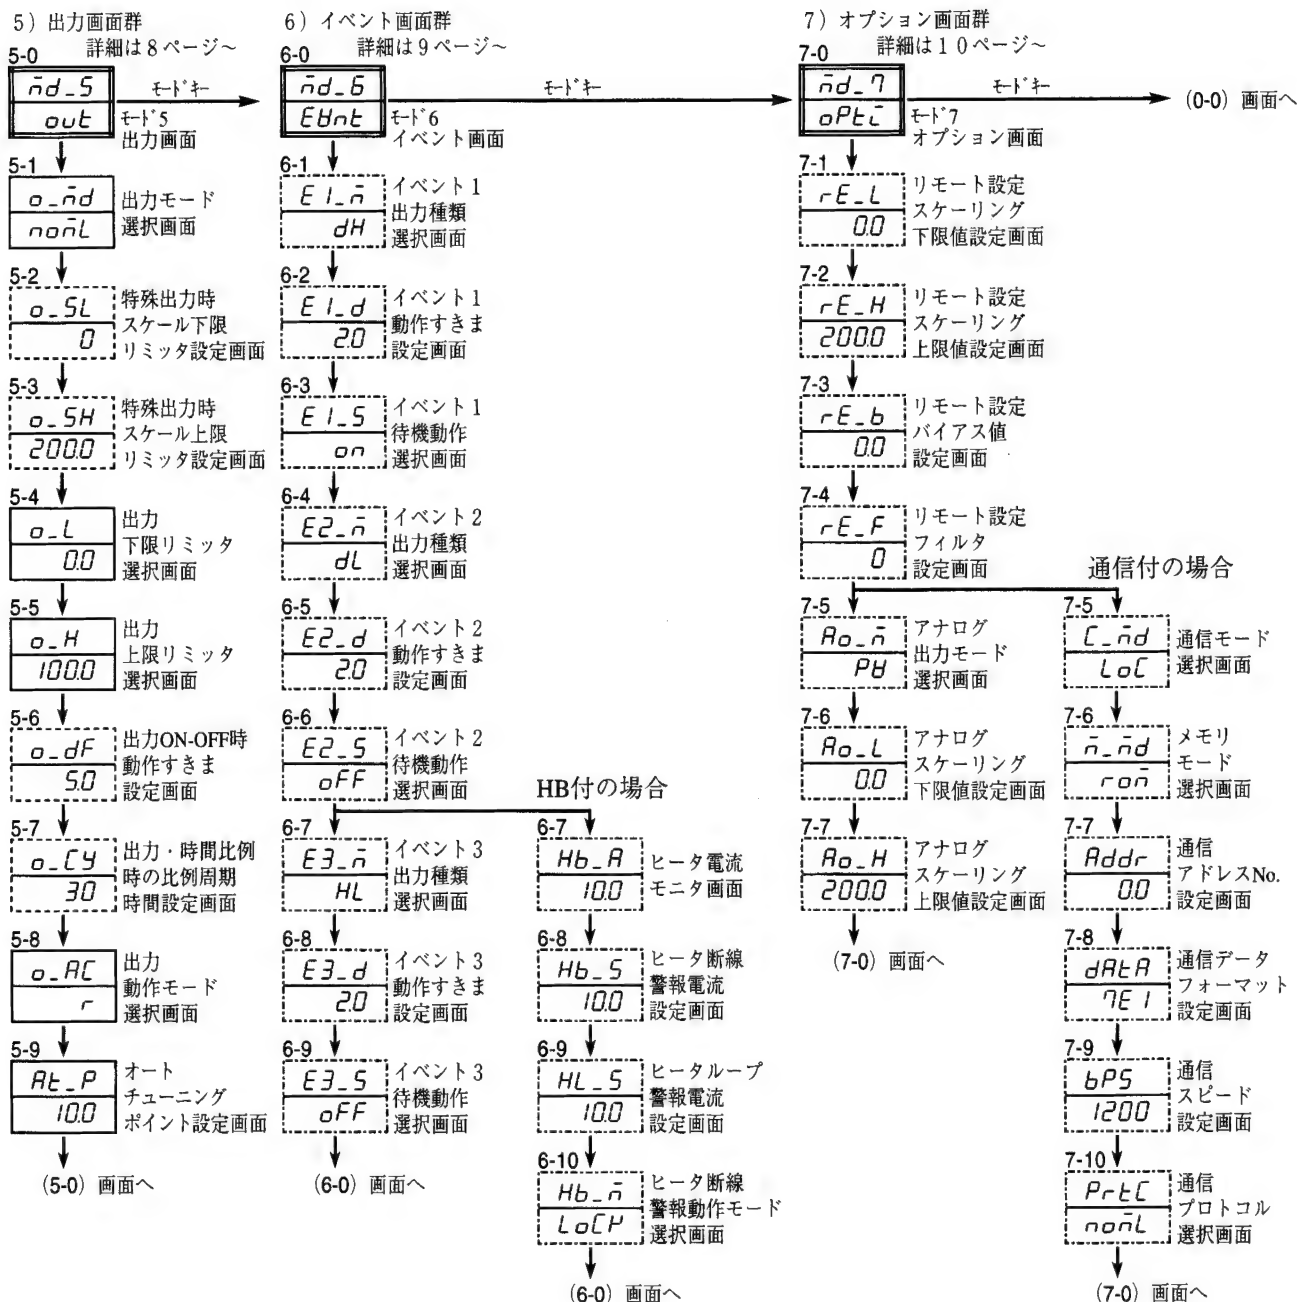 5）出力画面群
詳細は8ページ～
5-0
md_5
out
モードキー
モード5
出力画面
5-1
o_md
nomL
出力モード
選択画面
5-2
o_SL
0
特殊出力時
スケール下限
リミッタ設定画面
5-3
o_SH
200.0
特殊出力時
スケール上限
リミッタ設定画面
5-4
o_L
0.0
出力
下限リミッタ
選択画面
5-5
o_H
100.0
出力
上限リミッタ
選択画面
5-6
o_dF
5.0
出力ON-OFF時
動作すきま
設定画面
5-7
o_CY
30
出力・時間比例
時の比例周期
時間設定画面
5-8
o_AC
r
出力
動作モード
選択画面
5-9
At_P
10.0
オート
チューニング
ポイント設定画面
(5-0) 画面へ
6）イベント画面群
詳細は9ページ～
6-0
md_6
EVnt
モードキー
モード6
イベント画面
6-1
E1_m
dH
イベント1
出力種類
選択画面
6-2
E1_d
2.0
イベント1
動作すきま
設定画面
6-3
E1_S
on
イベント1
待機動作
選択画面
6-4
E2_m
dL
イベント2
出力種類
選択画面
6-5
E2_d
2.0
イベント2
動作すきま
設定画面
6-6
E2_S
oFF
イベント2
待機動作
選択画面
6-7
E3_m
HL
イベント3
出力種類
選択画面
6-8
E3_d
2.0
イベント3
動作すきま
設定画面
6-9
E3_S
oFF
イベント3
待機動作
選択画面
(6-0) 画面へ
HB付の場合
6-7
Hb_A
10.0
ヒータ電流
モニタ画面
6-8
Hb_S
10.0
ヒータ断線
警報電流
設定画面
6-9
HL_S
10.0
ヒータループ
警報電流
設定画面
6-10
Hb_m
LoCK
ヒータ断線
警報動作モード
選択画面
(6-0) 画面へ
7）オプション画面群
詳細は10ページ～
7-0
md_7
oPti
モードキー
(0-0) 画面へ
モード7
オプション画面
7-1
rE_L
0.0
リモート設定
スケーリング
下限値設定画面
7-2
rE_H
200.0
リモート設定
スケーリング
上限値設定画面
7-3
rE_b
0.0
リモート設定
バイアス値
設定画面
7-4
rE_F
0
リモート設定
フィルタ
設定画面
7-5
Ao_m
PV
アナログ
出力モード
選択画面
7-6
Ao_L
0.0
アナログ
スケーリング
下限値設定画面
7-7
Ao_H
200.0
アナログ
スケーリング
上限値設定画面
(7-0) 画面へ
通信付の場合
7-5
C_md
LoC
通信モード
選択画面
7-6
m_md
rom
メモリ
モード
選択画面
7-7
Addr
0.0
通信
アドレスNo.
設定画面
7-8
dAtA
7E1
通信データ
フォーマット
設定画面
7-9
bPS
1200
通信
スピード
設定画面
7-10
PrtC
nomL
通信
プロトコル
選択画面
(7-0) 画面へ